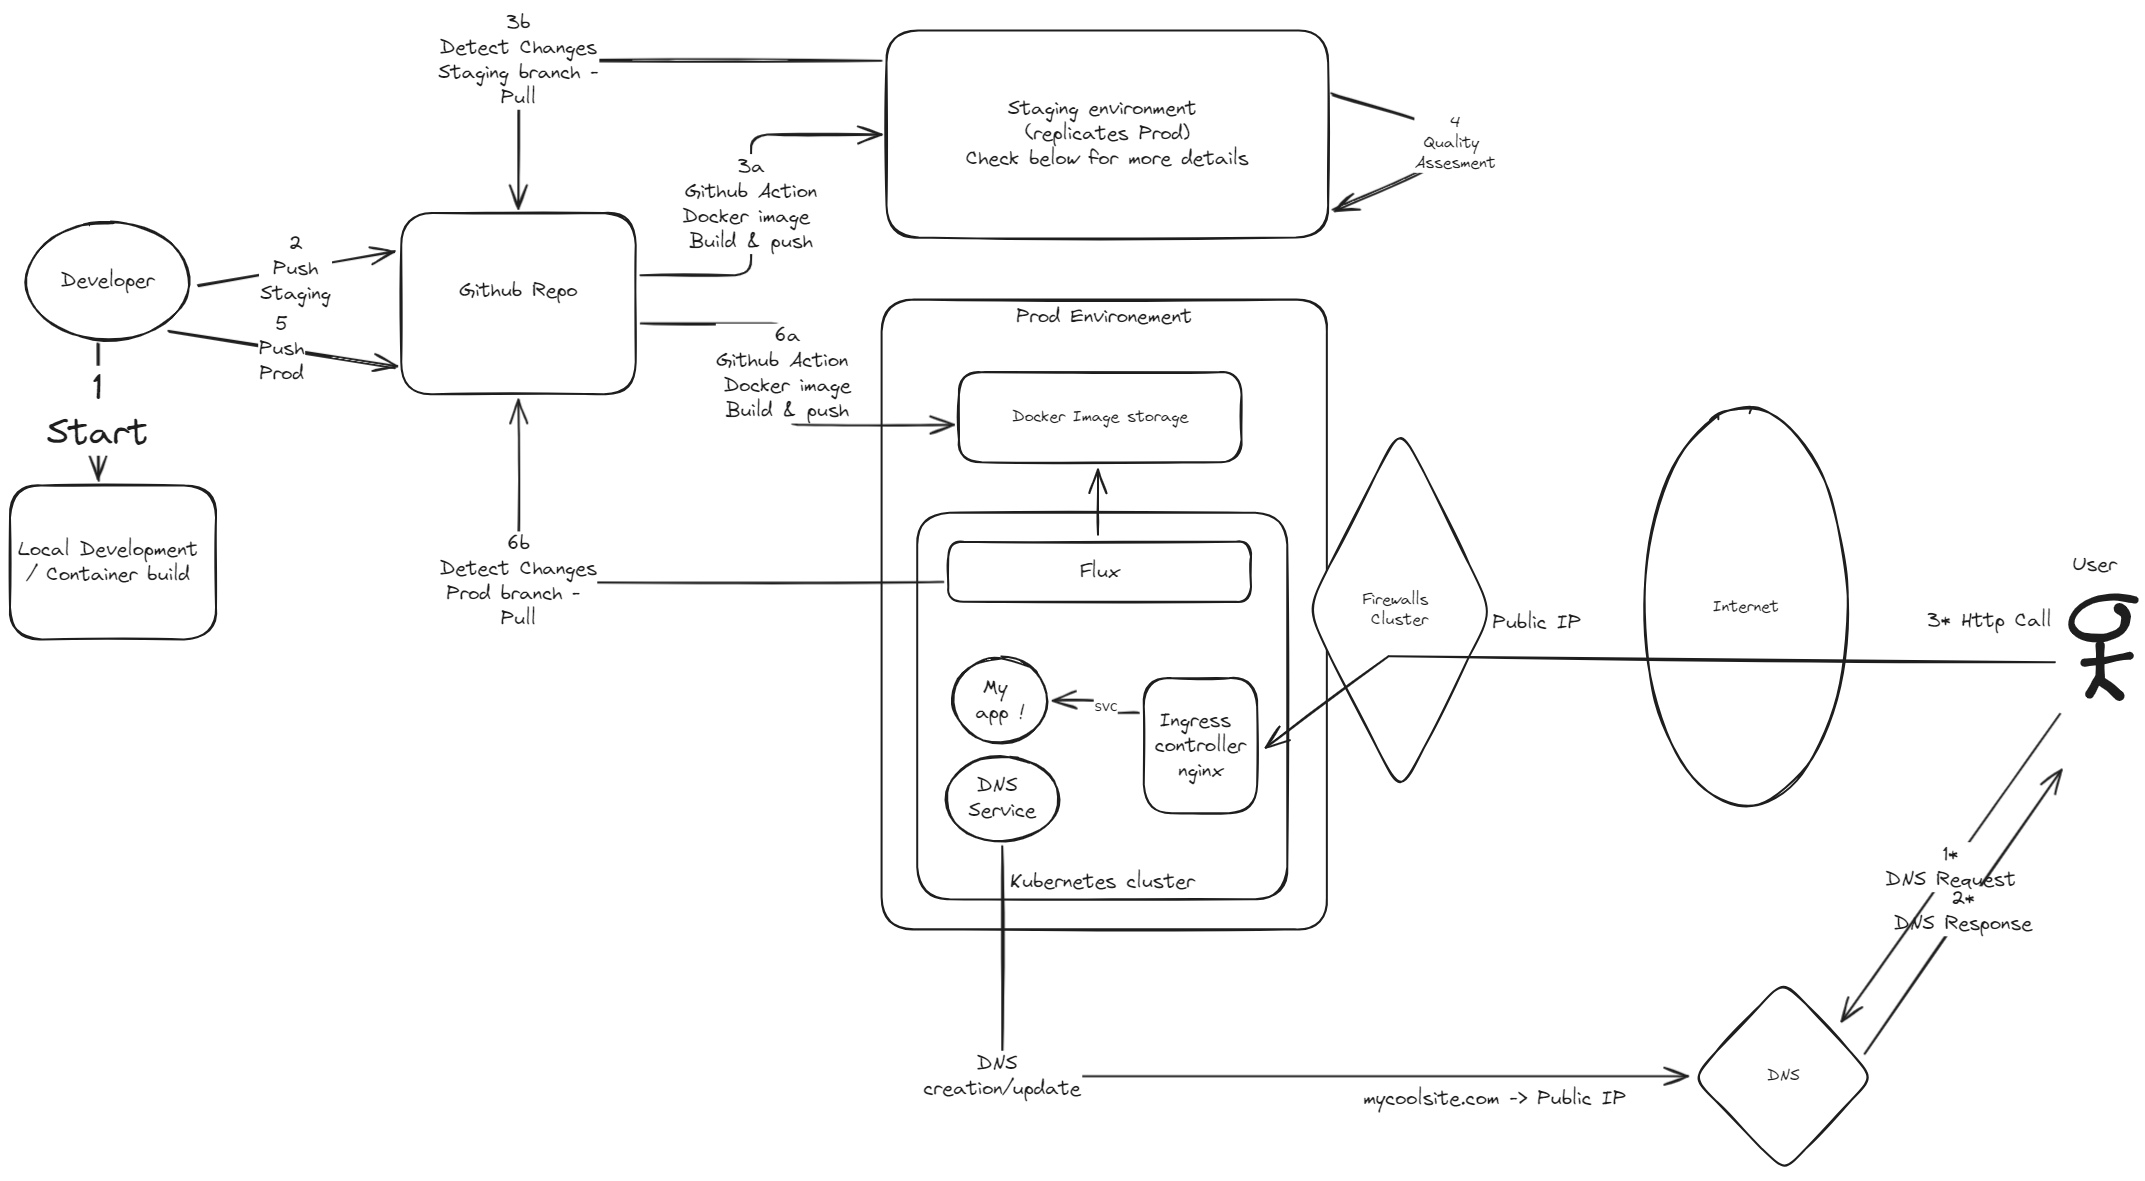 3b
Detect Changes
Staging branch -
Pull
Staging environment
(replicates Prod)
Check below for more details
4
Quality
Assesment
3a
Github Action
Docker image
Build & push
Developer
2
Push
Staging
5
Push
Prod
Github Repo
1
Start
Local Development
/ Container build
6a
Github Action
Docker image
Build & push
Prod Environement
Docker Image storage
6b
Detect Changes
Prod branch -
Pull
Flux
My
app !
svc
Ingress
controller
nginx
DNS
Service
Kubernetes cluster
Firewalls
Cluster
Public IP
Internet
3* Http Call
User
1*
DNS Request
2*
DNS Response
DNS
creation/update
mycoolsite.com -> Public IP
DNS